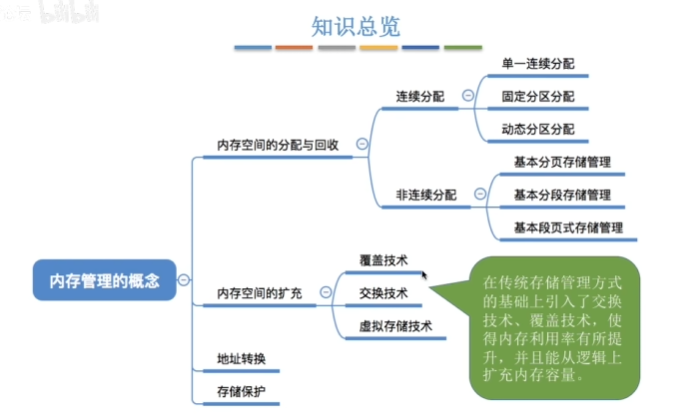 知识总览
单一连续分配
连续分配
固定分区分配
动态分区分配
内存空间的分配与回收
基本分页存储管理
非连续分配
基本分段存储管理
基本段页式存储管理
内存管理的概念
覆盖技术
内存空间的扩充
交换技术
虚拟存储技术
地址转换
存储保护
在传统存储管理方式
的基础上引入了交换
技术、覆盖技术，使
得内存利用率有所提
升，并且能从逻辑上
扩充内存容量。